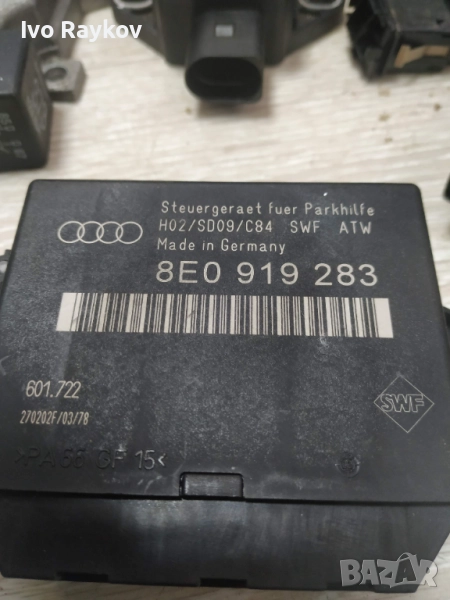 Ivo Raykov
Steuergeraet fuer Parkhilfe
H02/SD09/C84 SWF ATW
Made in Germany
8E0 919 283
601.722
270202F/03/78
SWF
BAZAR